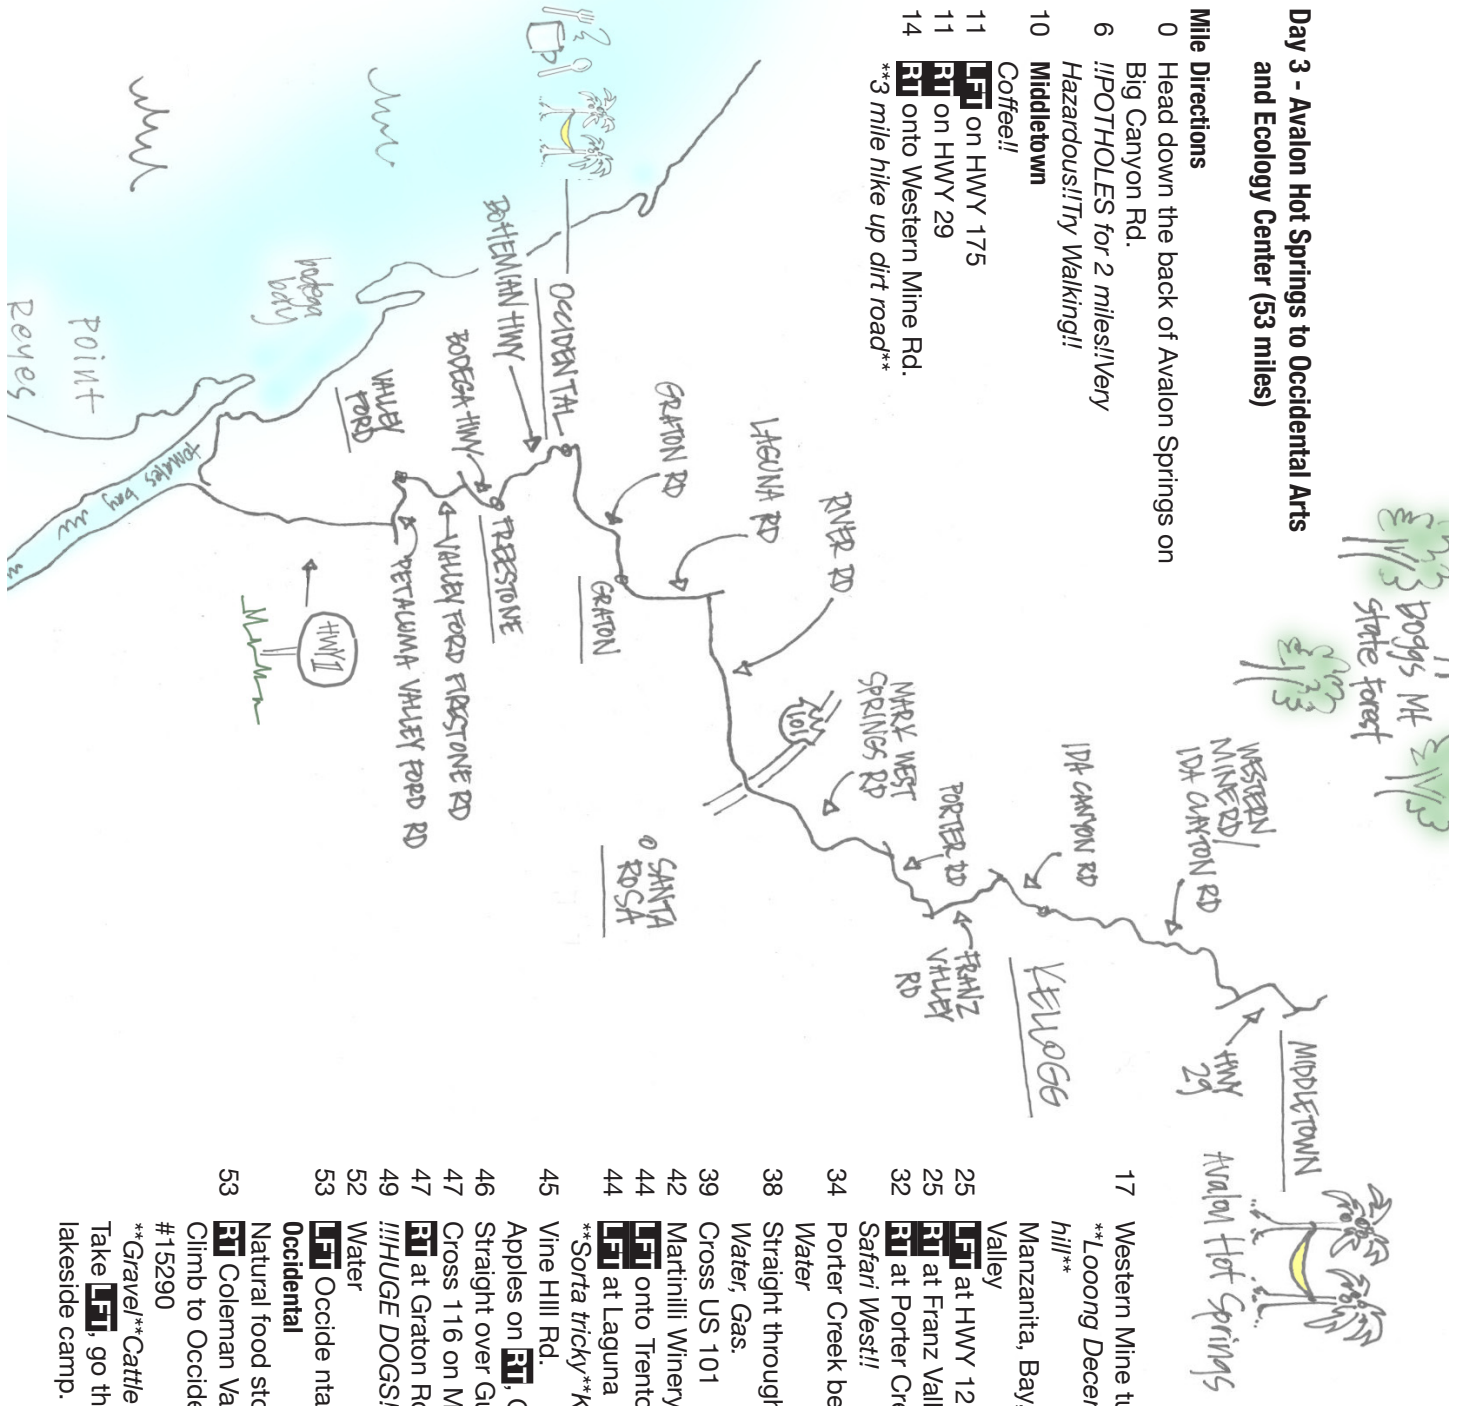 Day 3 - Avalon Hot Springs to Occidental Arts
and Ecology Center (53 miles)
Mile Directions
0 Head down the back of Avalon Springs on
Big Canyon Rd.
6 !!POTHOLES for 2 miles!!Very
Hazardous!!Try Walking!!
10 Middletown
Coffee!!
11 LFT on HWY 175
11 RT on HWY 29
14 RT onto Western Mine Rd.
**3 mile hike up dirt road**
17 Western Mine tu
**Looong Decen
hill**
Manzanita, Bay,
Valley
25 LFT at HWY 12
25 RT at Franz Vall
32 RT at Porter Cre
Safari West!!
34 Porter Creek be
Water
38 Straight through
Water, Gas.
39 Cross US 101
42 Martinilli Winery
44 LFT onto Trento
44 LFT at Laguna
**Sorta tricky**K
45 Vine Hill Rd.
Apples on RT, G
46 Straight over Gu
47 Cross 116 on M
47 RT at Graton Ro
49 !!!HUGE DOGS!
52 Water
53 LFT Occide nta
Occidental
Natural food sto
53 RT Coleman Va
Climb to Occide
#15290
**Gravel**Cattle
Take LFT, go th
lakeside camp.
Boggs Mt
State Forest
WESTERN
MINE RD/
IDA CLAYTON RD
MIDDLETOWN
Avalon Hot Springs
HWY
29
IDA CANYON RD
KELLOGG
PORTER RD
FRANZ
VALLEY
RD
MARK WEST
SPRINGS RD
101
RIVER RD
LAGUNA RD
SANTA
ROSA
GRATON RD
GRATON
OCCIDENTAL
BOHEMIAN HWY
BODEGA HWY
FREESTONE
VALLEY
FORD
VALLEY FORD FIRESTONE RD
PETALUMA VALLEY FORD RD
HWY 1
bodega
bay
tomales bay
Point
Reyes